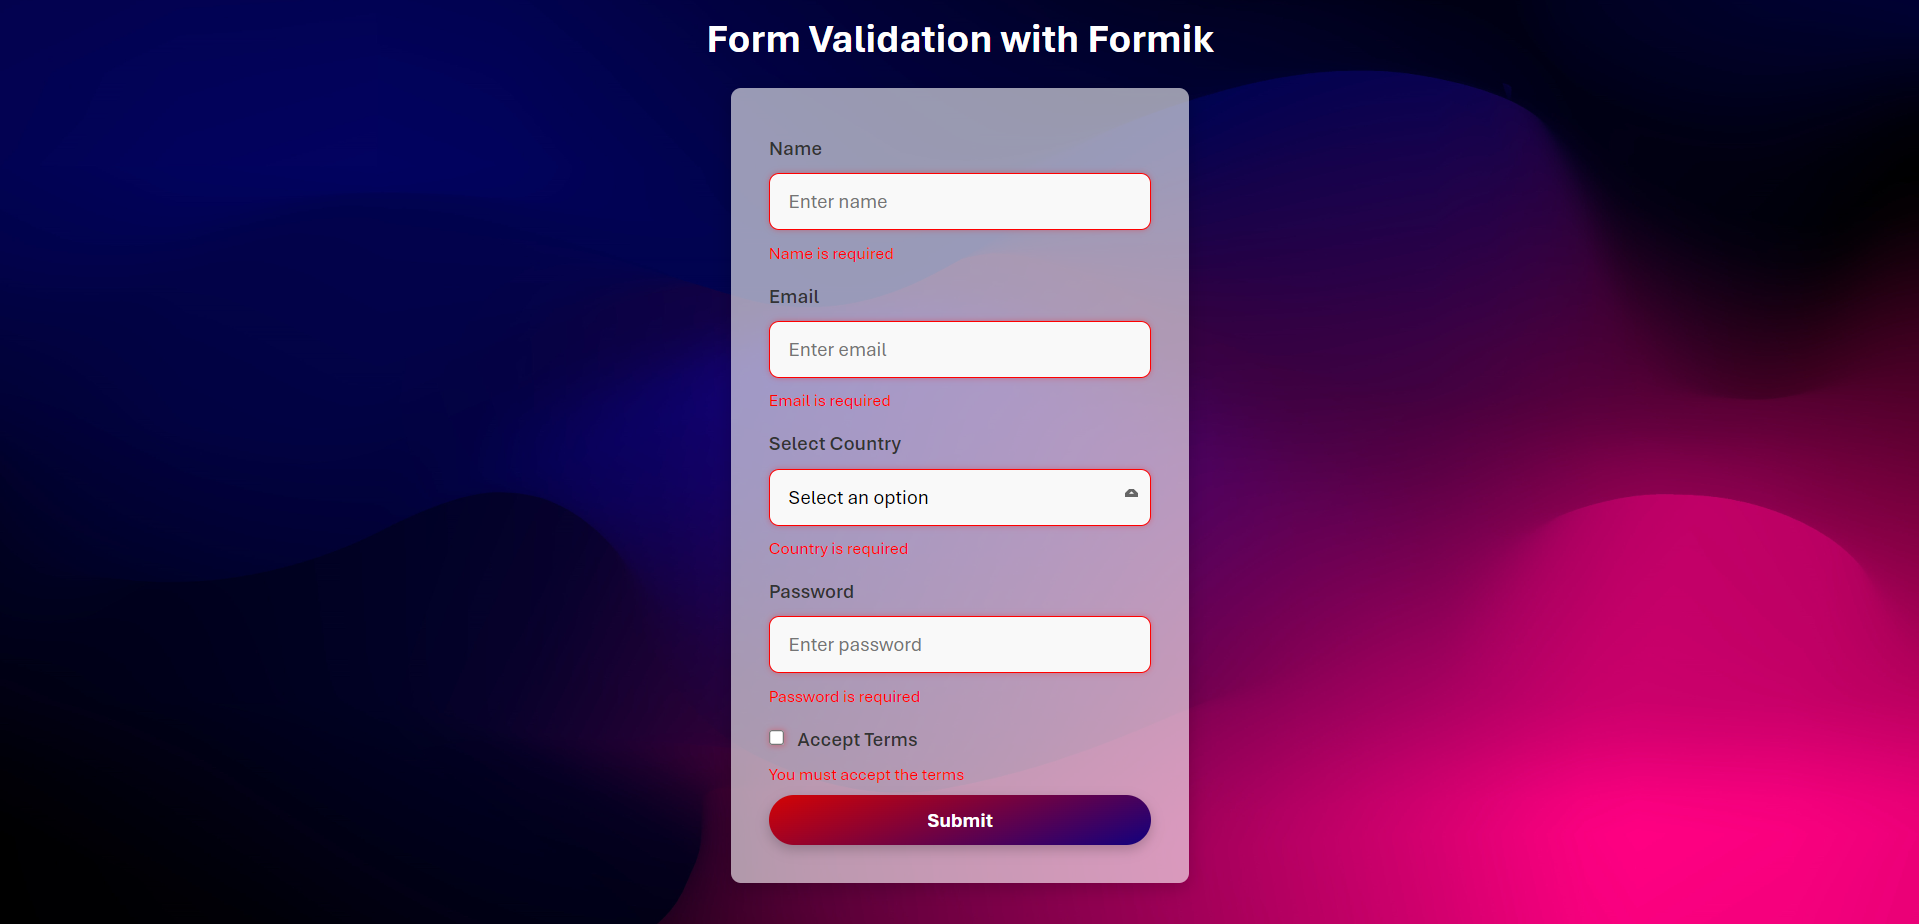 Form Validation with Formik
Name
Enter name
Name is required
Email
Enter email
Email is required
Select Country
Select an option
Country is required
Password
Enter password
Password is required
Accept Terms
You must accept the terms
Submit